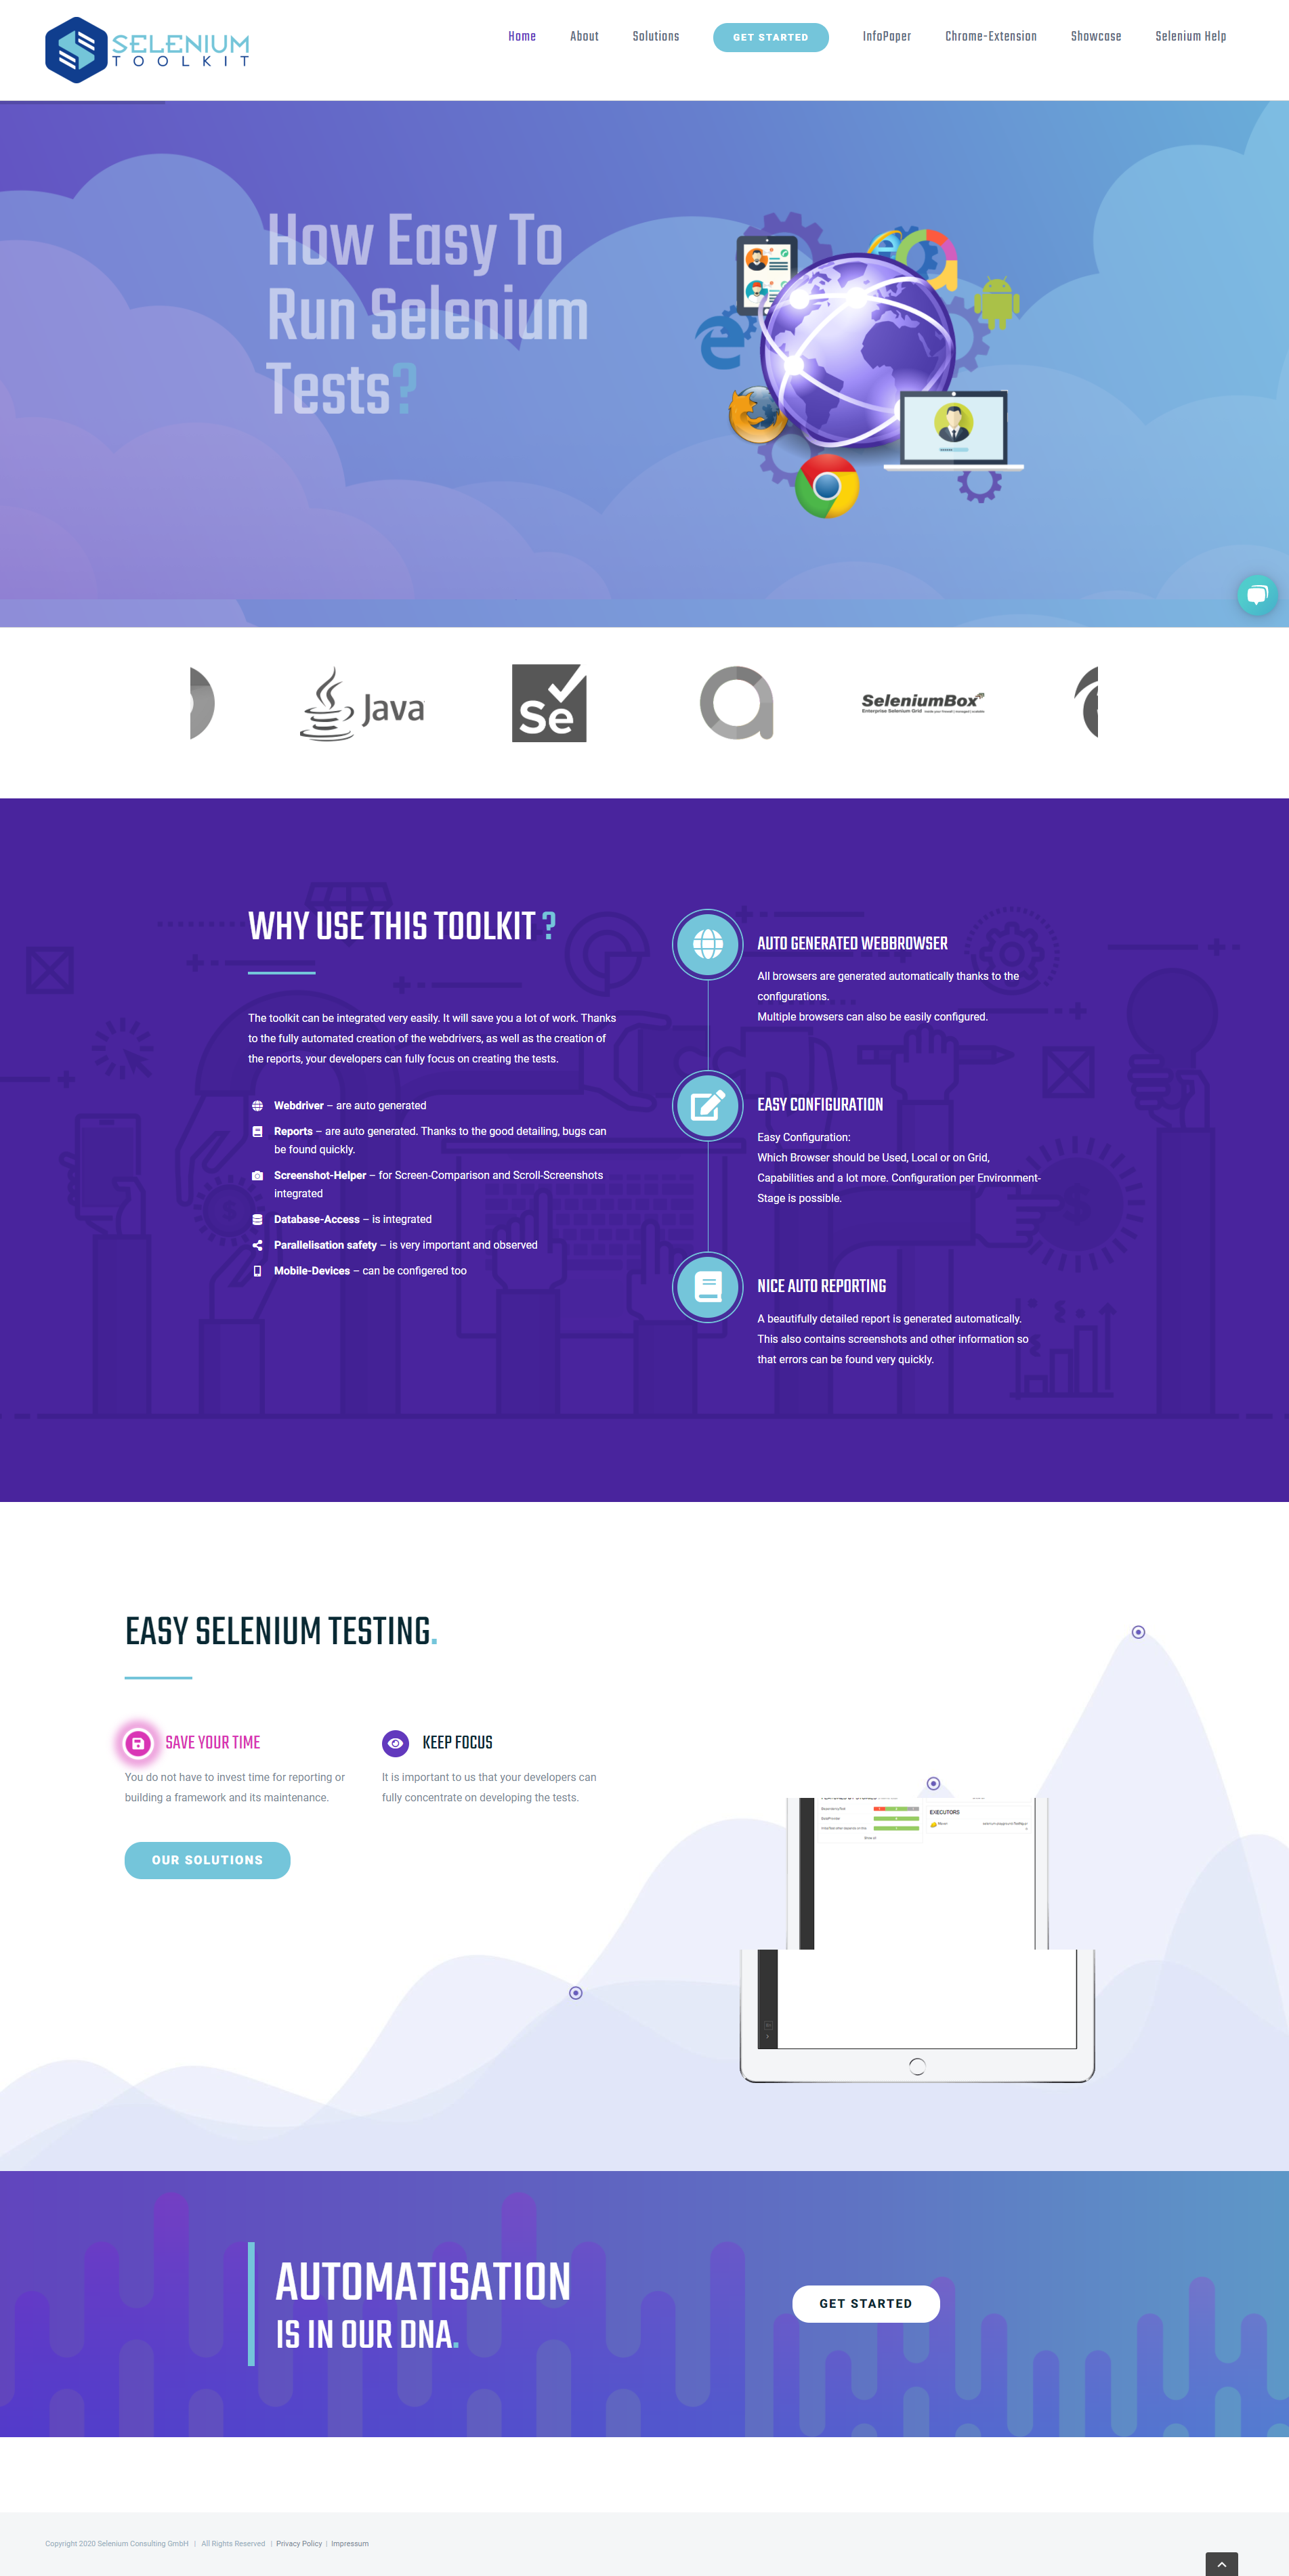 SELENIUM
TOOLKIT
Home
About
Solutions
GET STARTED
InfoPaper
Chrome-Extension
Showcase
Selenium Help
How Easy To
Run Selenium
Tests?
Java
Se
SeleniumBox
Enterprise Selenium Grid
WHY USE THIS TOOLKIT ?
The toolkit can be integrated very easily. It will save you a lot of work. Thanks
to the fully automated creation of the webdrivers, as well as the creation of
the reports, your developers can fully focus on creating the tests.
Webdriver – are auto generated
Reports – are auto generated. Thanks to the good detailing, bugs can
be found quickly.
Screenshot-Helper – for Screen-Comparison and Scroll-Screenshots
integrated
Database-Access – is integrated
Parallelisation safety – is very important and observed
Mobile-Devices – can be configered too
AUTO GENERATED WEBBROWSER
All browsers are generated automatically thanks to the
configurations.
Multiple browsers can also be easily configured.
EASY CONFIGURATION
Easy Configuration:
Which Browser should be Used, Local or on Grid,
Capabilities and a lot more. Configuration per Environment-
Stage is possible.
NICE AUTO REPORTING
A beautifully detailed report is generated automatically.
This also contains screenshots and other information so
that errors can be found very quickly.
EASY SELENIUM TESTING.
SAVE YOUR TIME
You do not have to invest time for reporting or
building a framework and its maintenance.
KEEP FOCUS
It is important to us that your developers can
fully concentrate on developing the tests.
OUR SOLUTIONS
EXECUTORS
Show all
AUTOMATISATION
IS IN OUR DNA.
GET STARTED
Copyright 2020 Selenium Consulting GmbH | All Rights Reserved | Privacy Policy | Impressum